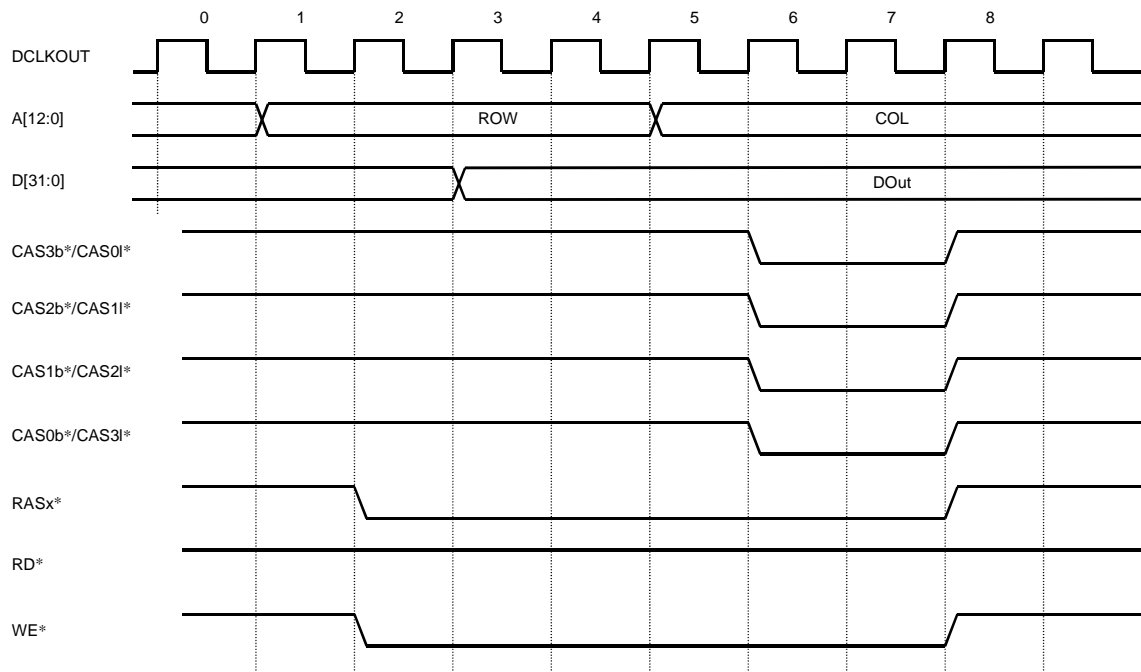 0 1 2 3 4 5 6 7 8
DCLKOUT
A[12:0] ROW COL
D[31:0] DOut
CAS3b*/CAS0l*
CAS2b*/CAS1l*
CAS1b*/CAS2l*
CAS0b*/CAS3l*
RASx*
RD*
WE*